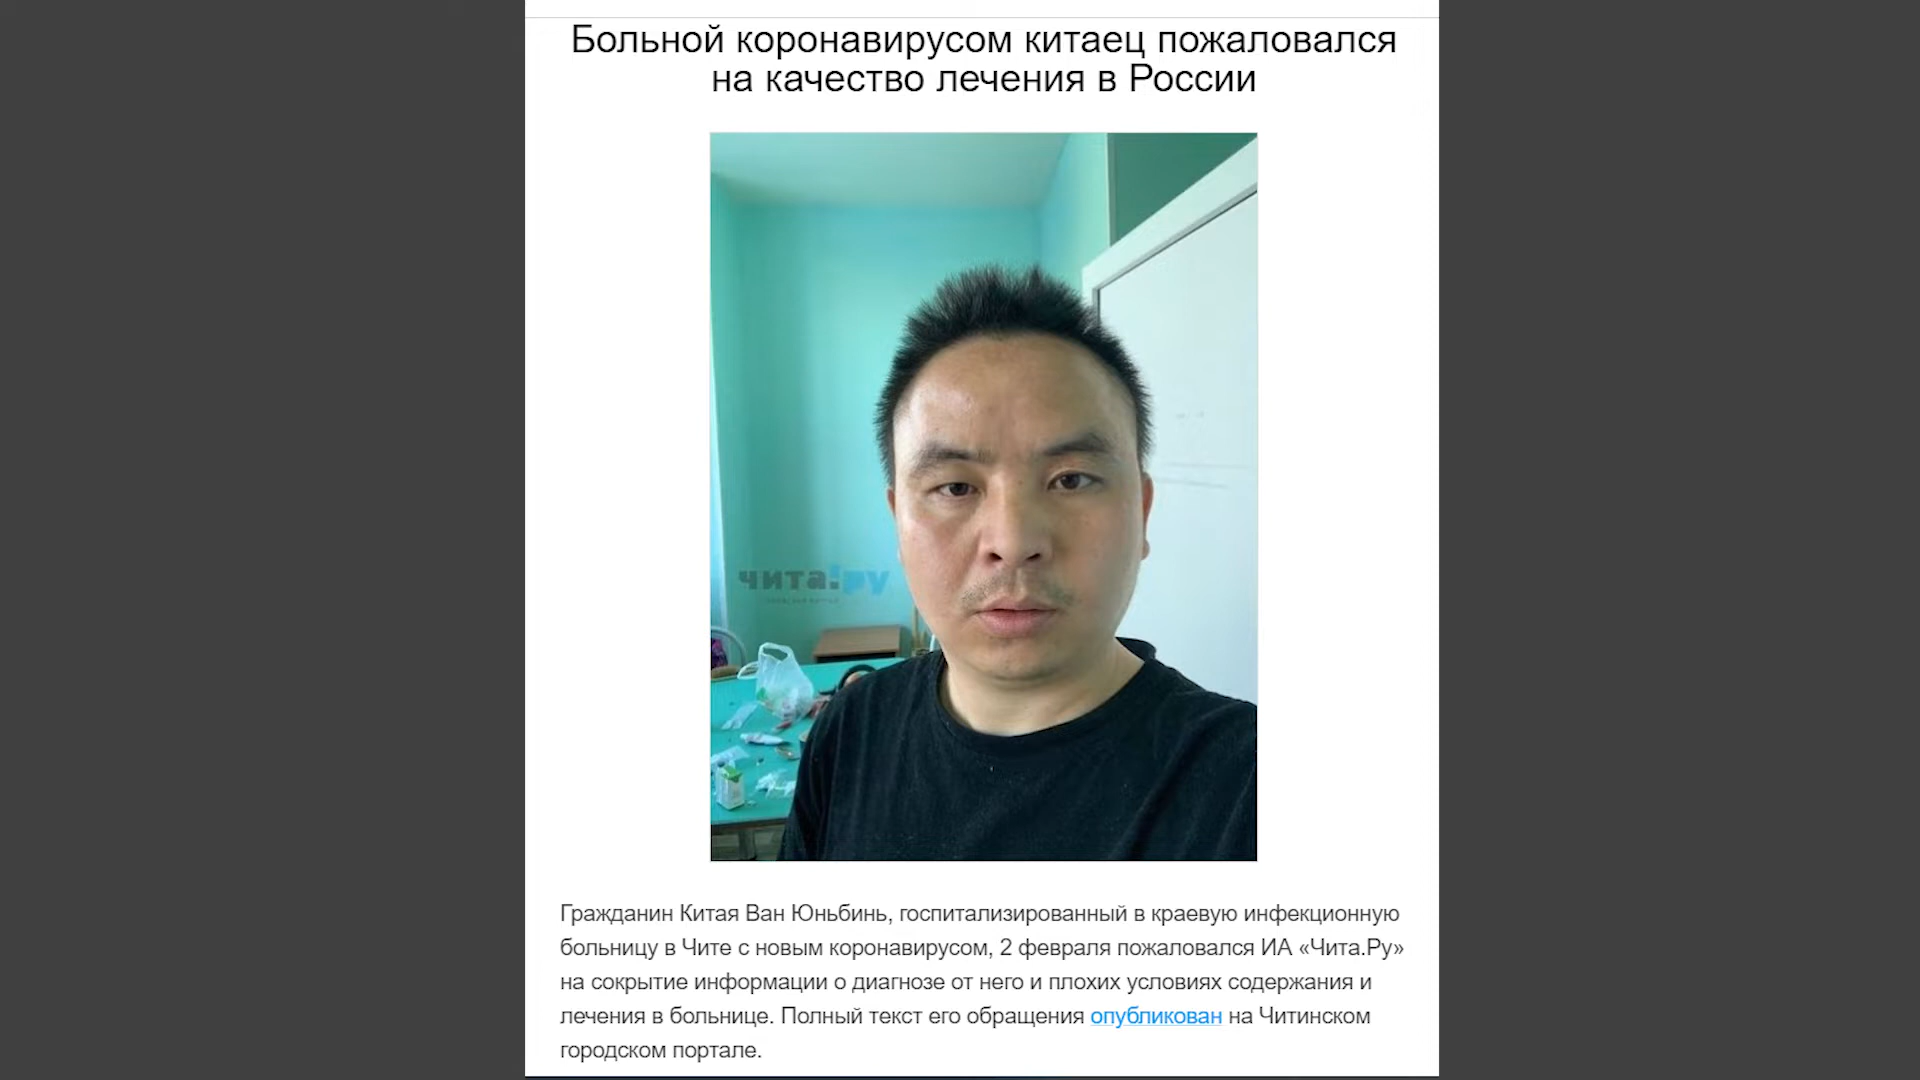 Больной коронавирусом китаец пожаловался
на качество лечения в России
чита.ру
Гражданин Китая Ван Юньбинь, госпитализированный в краевую инфекционную
больницу в Чите с новым коронавирусом, 2 февраля пожаловался ИА «Чита.Ру»
на сокрытие информации о диагнозе от него и плохих условиях содержания и
лечения в больнице. Полный текст его обращения опубликован на Читинском
городском портале.